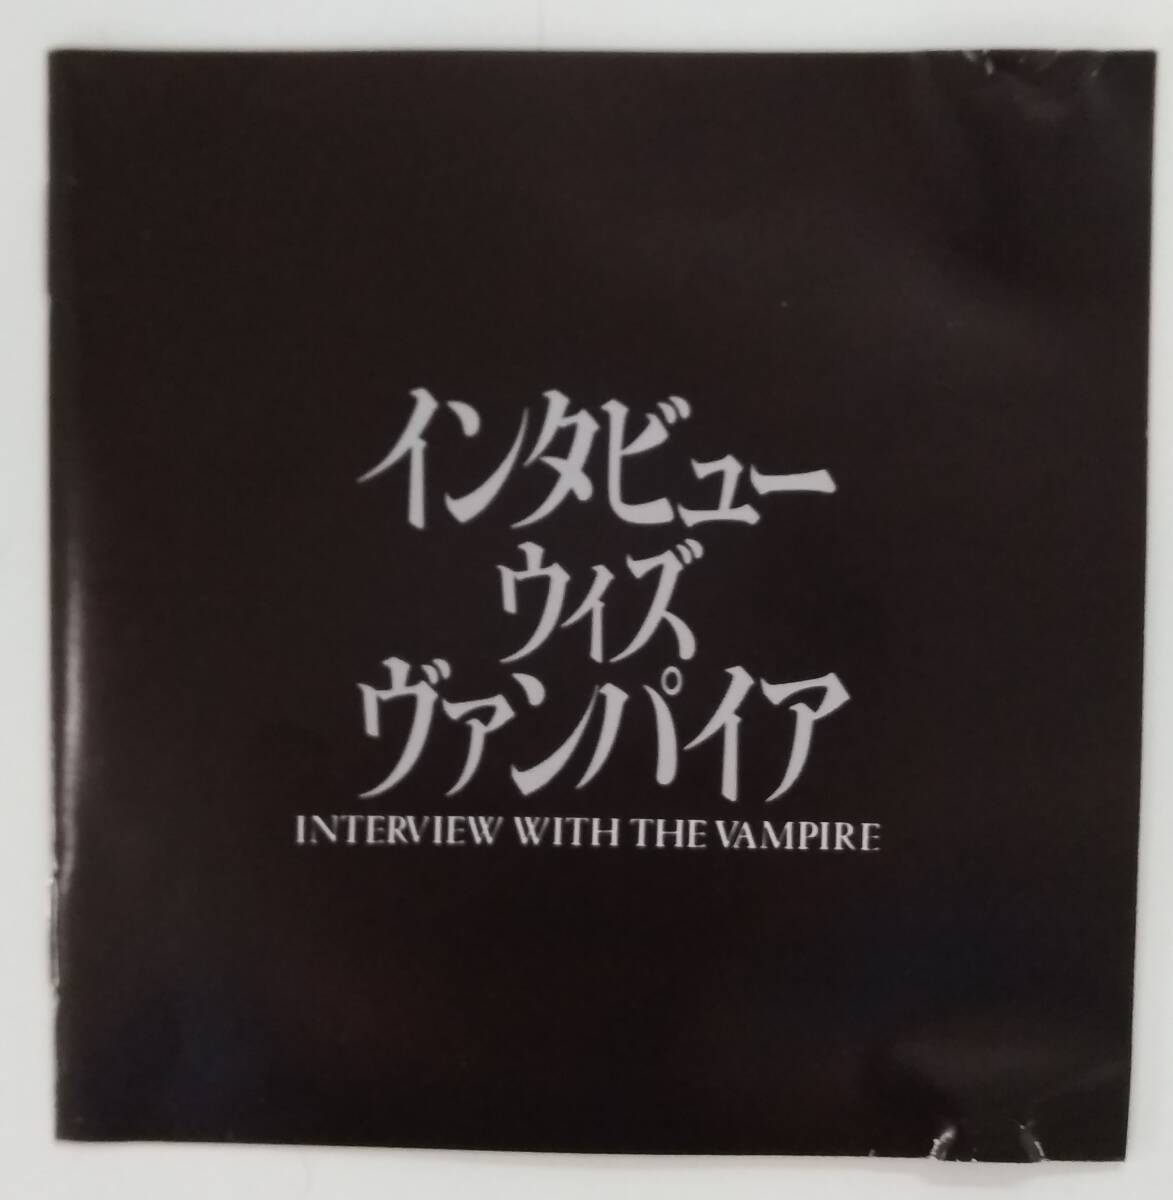 インタビュー
ウィズ
ヴァンパイア
INTERVIEW WITH THE VAMPIRE